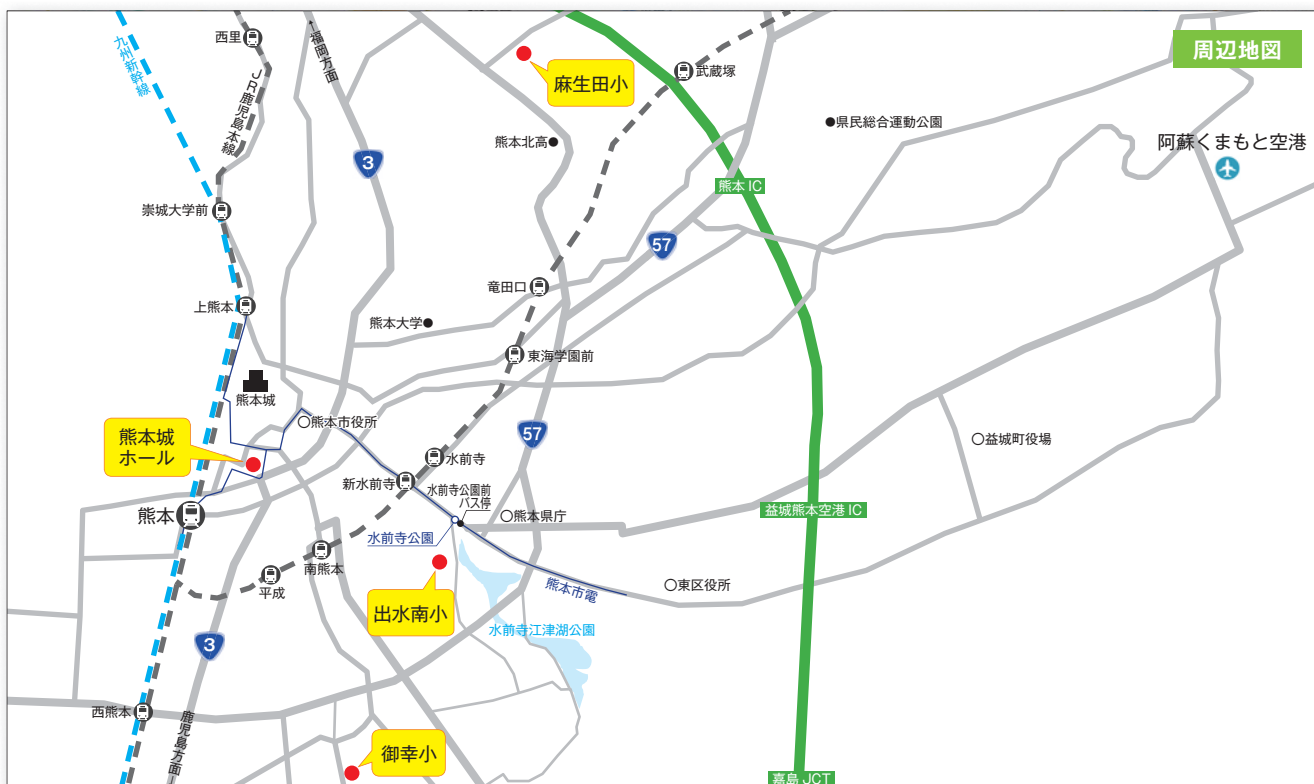 周辺地図
西里
九州新幹線
JR鹿児島本線
←福岡方面
麻生田小
武蔵塚
熊本北高
県民総合運動公園
阿蘇くまもと空港
3
熊本 IC
崇城大学前
57
竜田口
上熊本
熊本大学
東海学園前
熊本城
熊本市役所
熊本城
ホール
57
益城町役場
水前寺
新水前寺
水前寺公園前
バス停
熊本
熊本県庁
益城熊本空港 IC
水前寺公園
南熊本
平成
熊本市電
東区役所
出水南小
水前寺江津湖公園
3
西熊本
鹿児島方面→
御幸小
嘉島 JCT